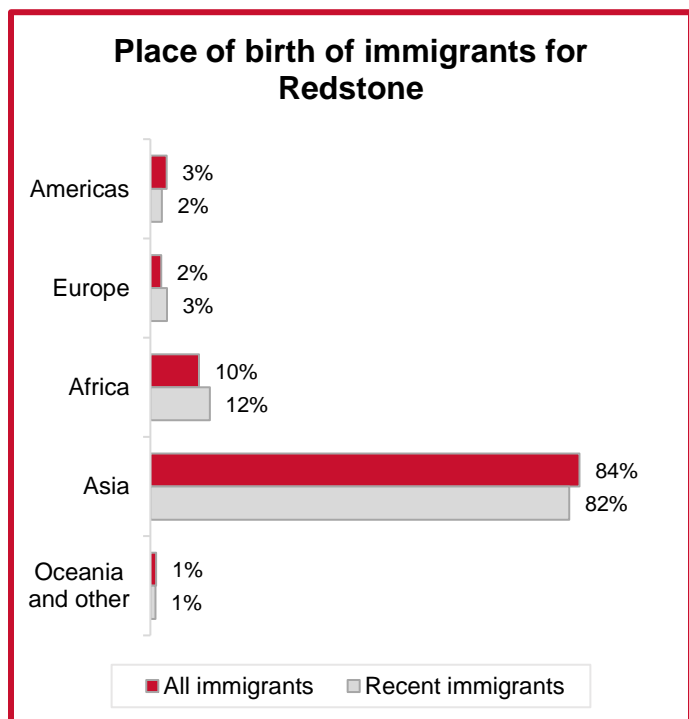 Place of birth of immigrants for
Redstone
Americas
3%
2%
Europe
2%
3%
Africa
10%
12%
Asia
84%
82%
Oceania
and other
1%
1%
All immigrants
Recent immigrants